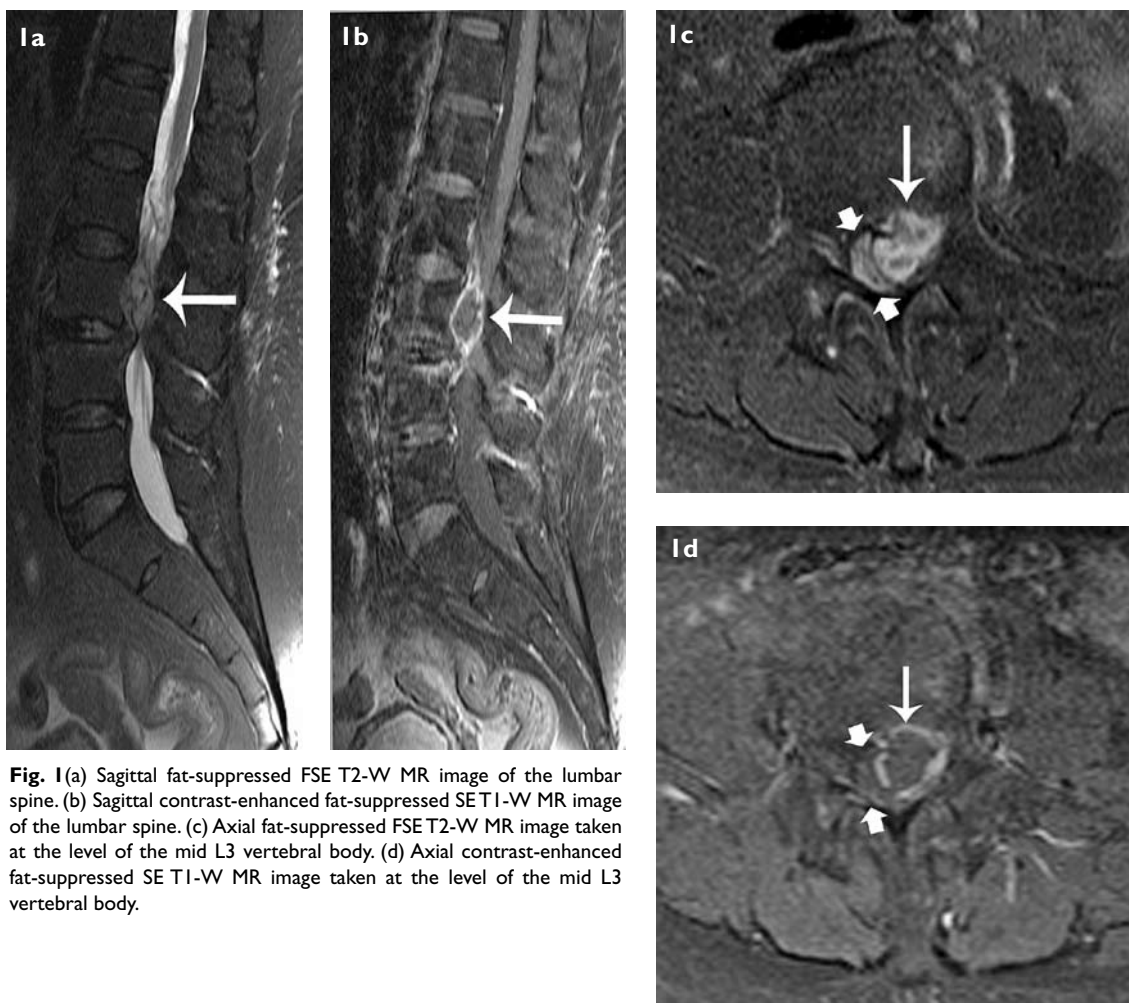 1a
1b
1c
1d
Fig. 1(a) Sagittal fat-suppressed FSE T2-W MR image of the lumbar
spine. (b) Sagittal contrast-enhanced fat-suppressed SE T1-W MR image
of the lumbar spine. (c) Axial fat-suppressed FSE T2-W MR image taken
at the level of the mid L3 vertebral body. (d) Axial contrast-enhanced
fat-suppressed SE T1-W MR image taken at the level of the mid L3
vertebral body.